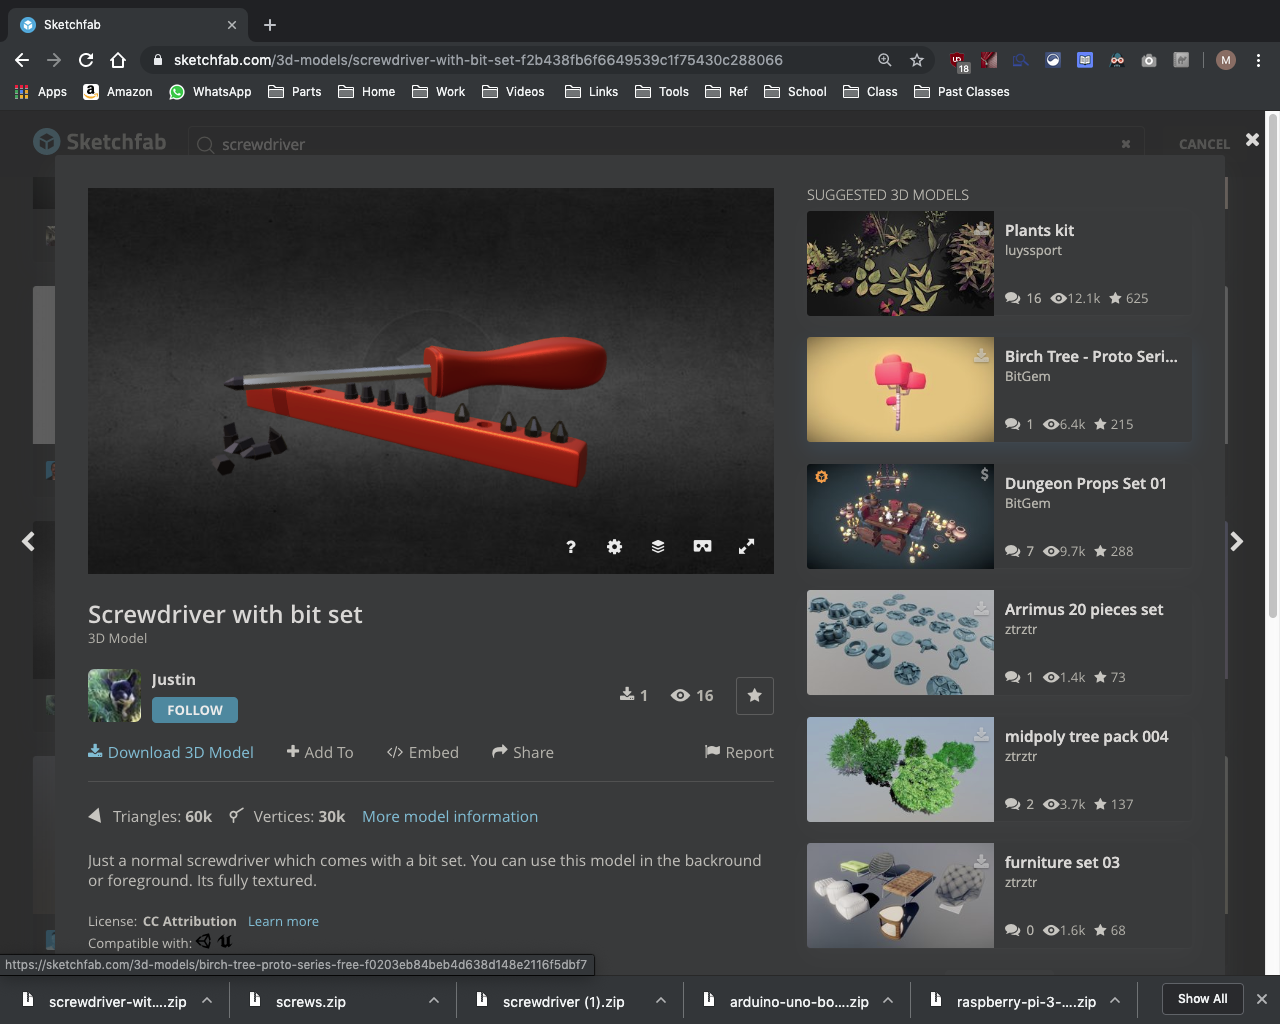 Sketchfab
sketchfab.com/3d-models/screwdriver-with-bit-set-f2b438fb6f6649539c1f75430c288066
18
M
Apps
Amazon
WhatsApp
Parts
Home
Work
Videos
Links
Tools
Ref
School
Class
Past Classes
Sketchfab
screwdriver
CANCEL
Screwdriver with bit set
3D Model
Justin
FOLLOW
1
16
Download 3D Model
Add To
Embed
Share
Report
Triangles: 60k
Vertices: 30k
More model information
Just a normal screwdriver which comes with a bit set. You can use this model in the backround
or foreground. Its fully textured.
License: CC Attribution Learn more
Compatible with:
SUGGESTED 3D MODELS
Plants kit
luyssport
16 12.1k 625
Birch Tree - Proto Seri...
BitGem
1 6.4k 215
$
Dungeon Props Set 01
BitGem
7 9.7k 288
Arrimus 20 pieces set
ztrztr
1 1.4k 73
midpoly tree pack 004
ztrztr
2 3.7k 137
furniture set 03
ztrztr
0 1.6k 68
https://sketchfab.com/3d-models/birch-tree-proto-series-free-f0203eb84beb4d638d148e2116f5dbf7
screwdriver-wit....zip
screws.zip
screwdriver (1).zip
arduino-uno-bo....zip
raspberry-pi-3-....zip
Show All